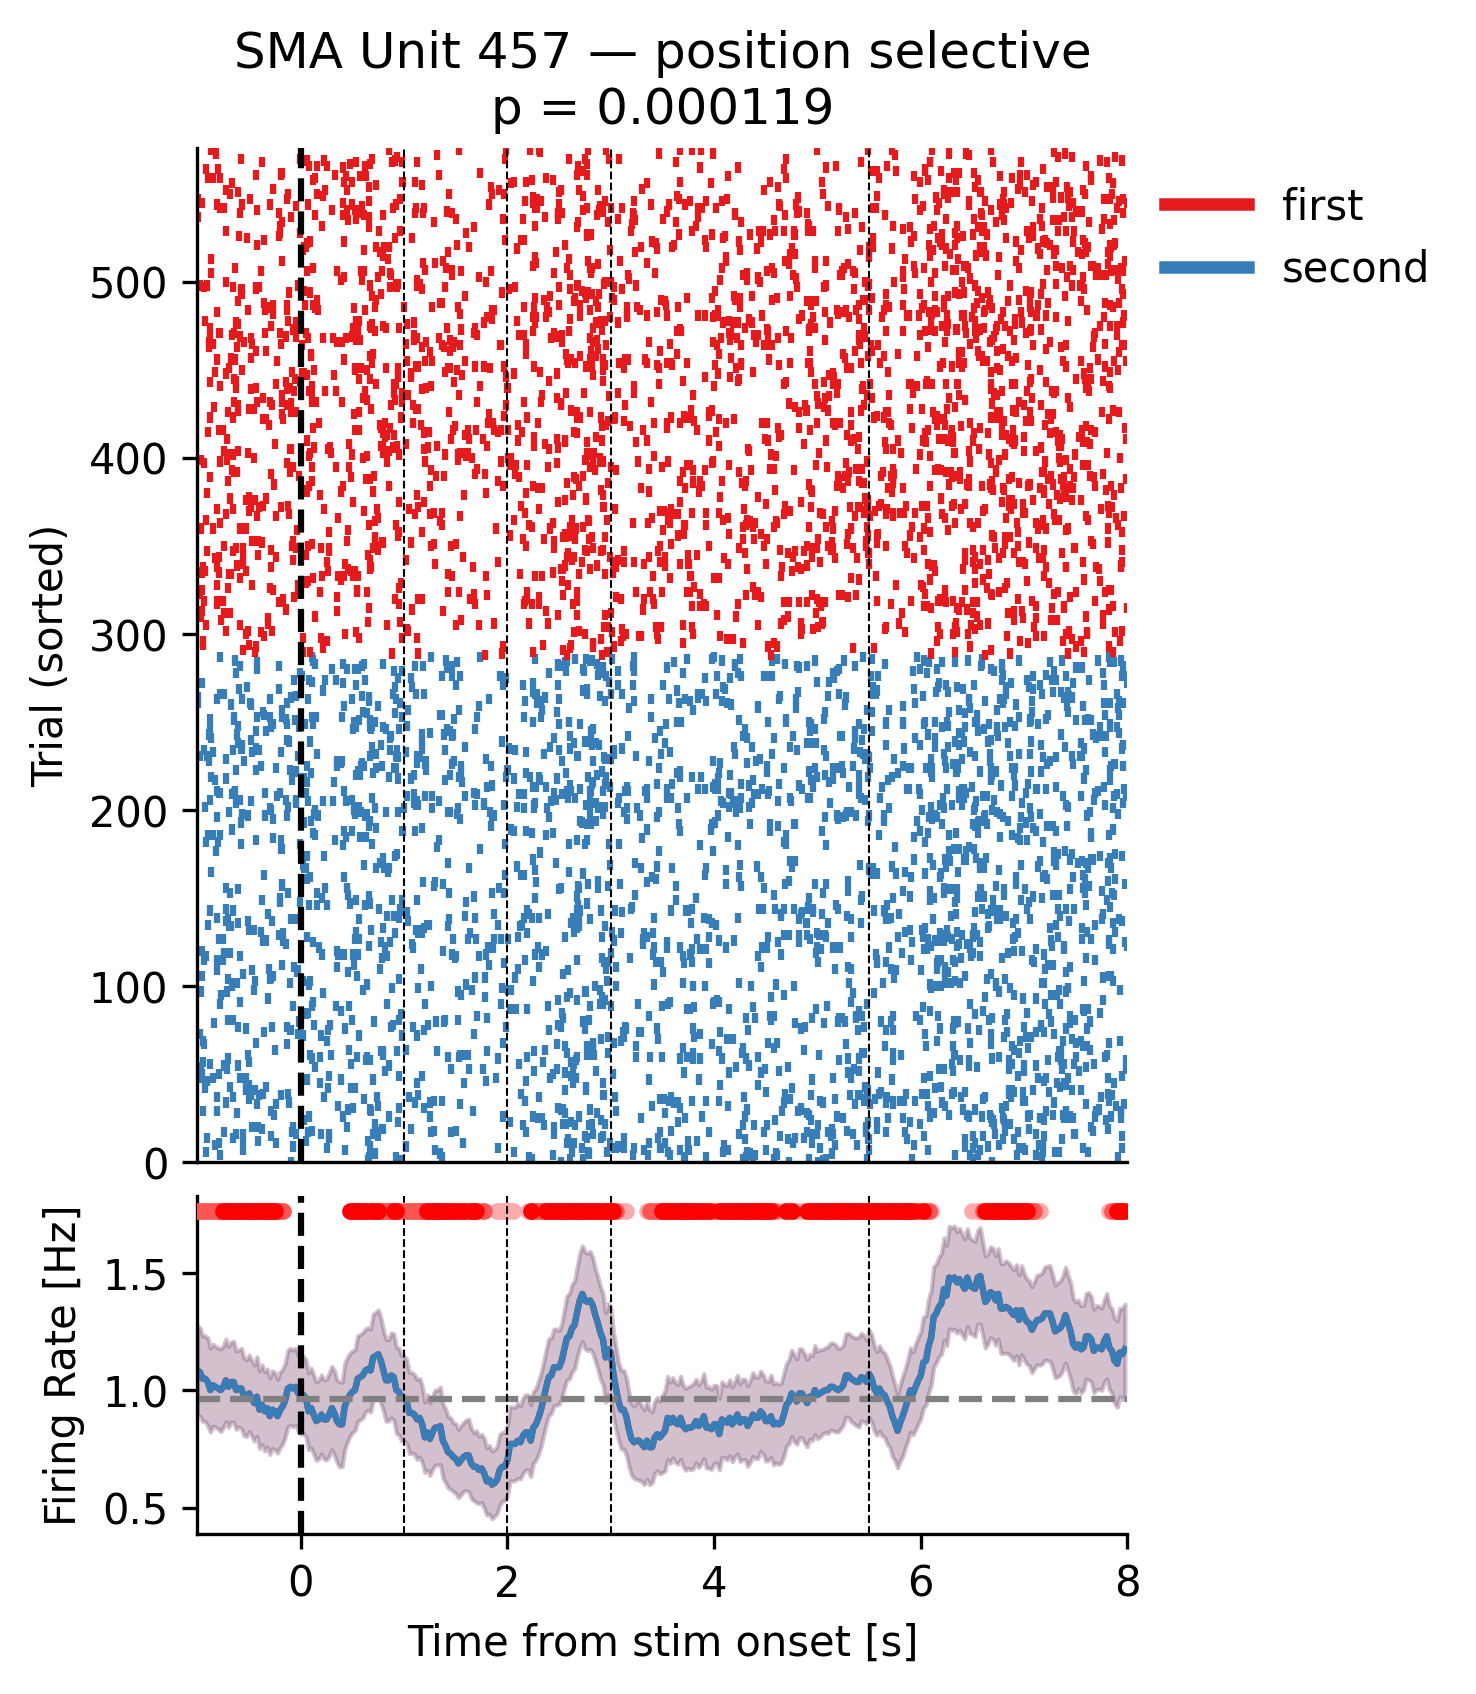 SMA Unit 457 — position selective
p = 0.000119
first
second
Trial (sorted)
500
400
300
200
100
0
Firing Rate [Hz]
1.5
1.0
0.5
0 2 4 6 8
Time from stim onset [s]